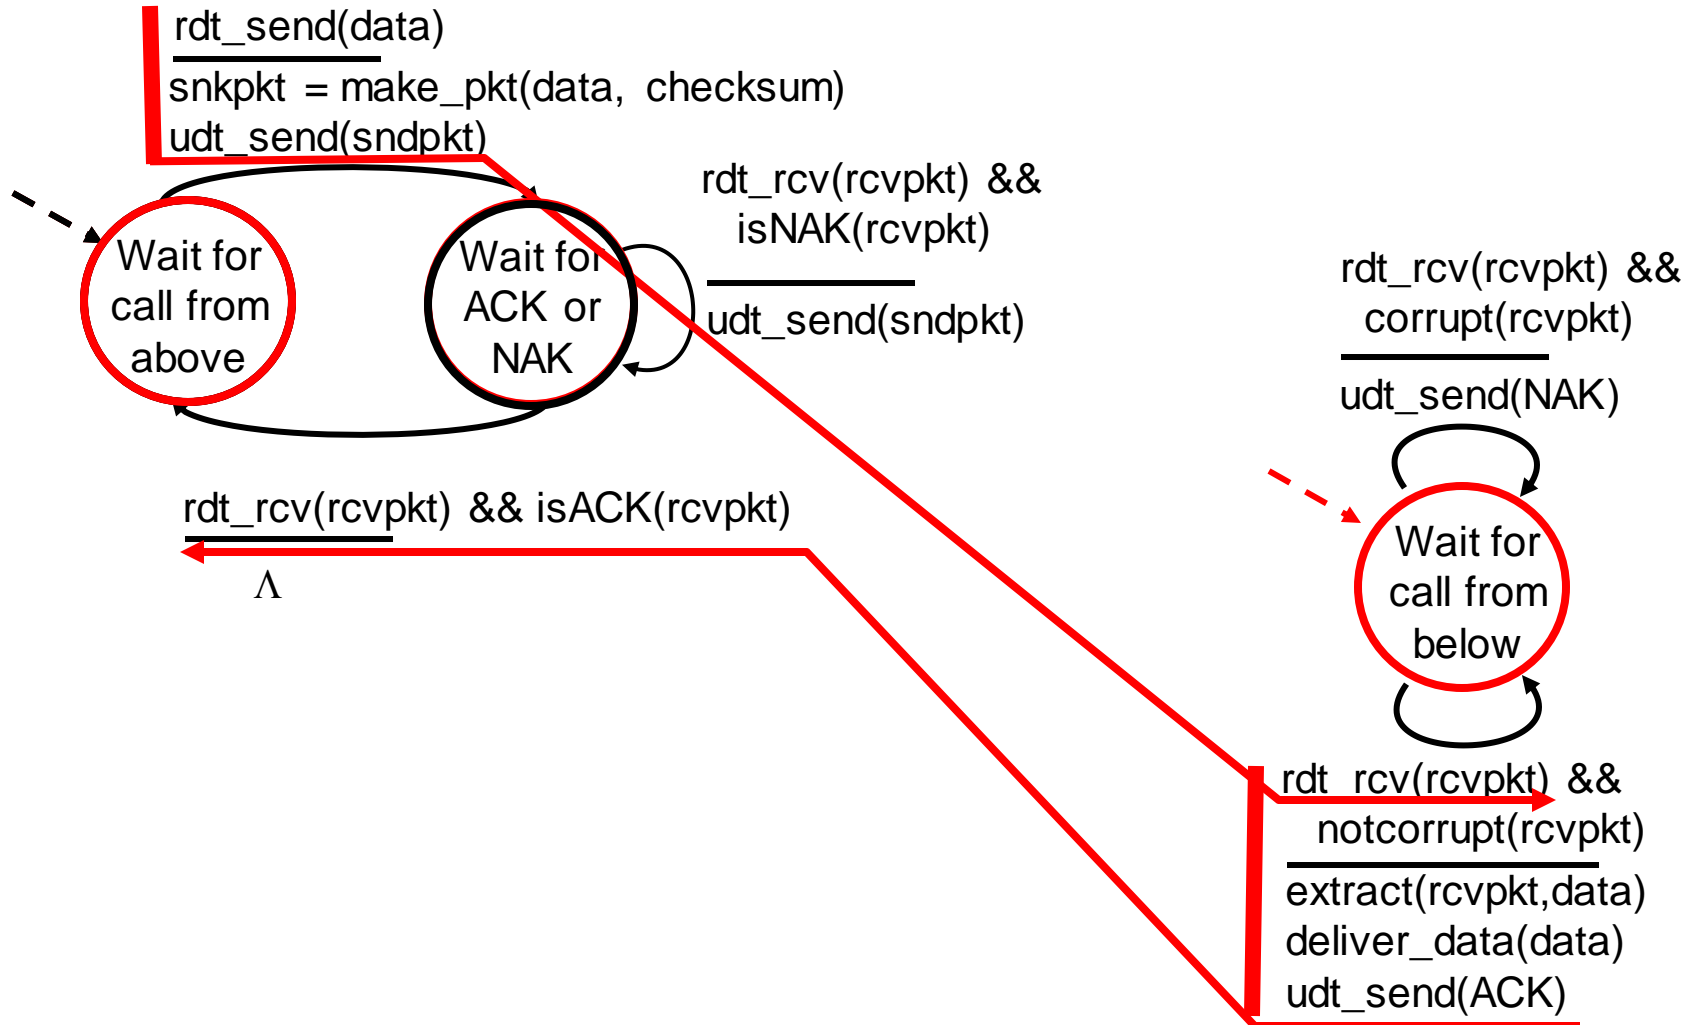 rdt_send(data)
snkpkt = make_pkt(data, checksum)
udt_send(sndpkt)
Wait for
call from
above
Wait for
ACK or
NAK
rdt_rcv(rcvpkt) &&
isNAK(rcvpkt)
udt_send(sndpkt)
rdt_rcv(rcvpkt) && isACK(rcvpkt)
Λ
rdt_rcv(rcvpkt) &&
corrupt(rcvpkt)
udt_send(NAK)
Wait for
call from
below
rdt_rcv(rcvpkt) &&
notcorrupt(rcvpkt)
extract(rcvpkt,data)
deliver_data(data)
udt_send(ACK)